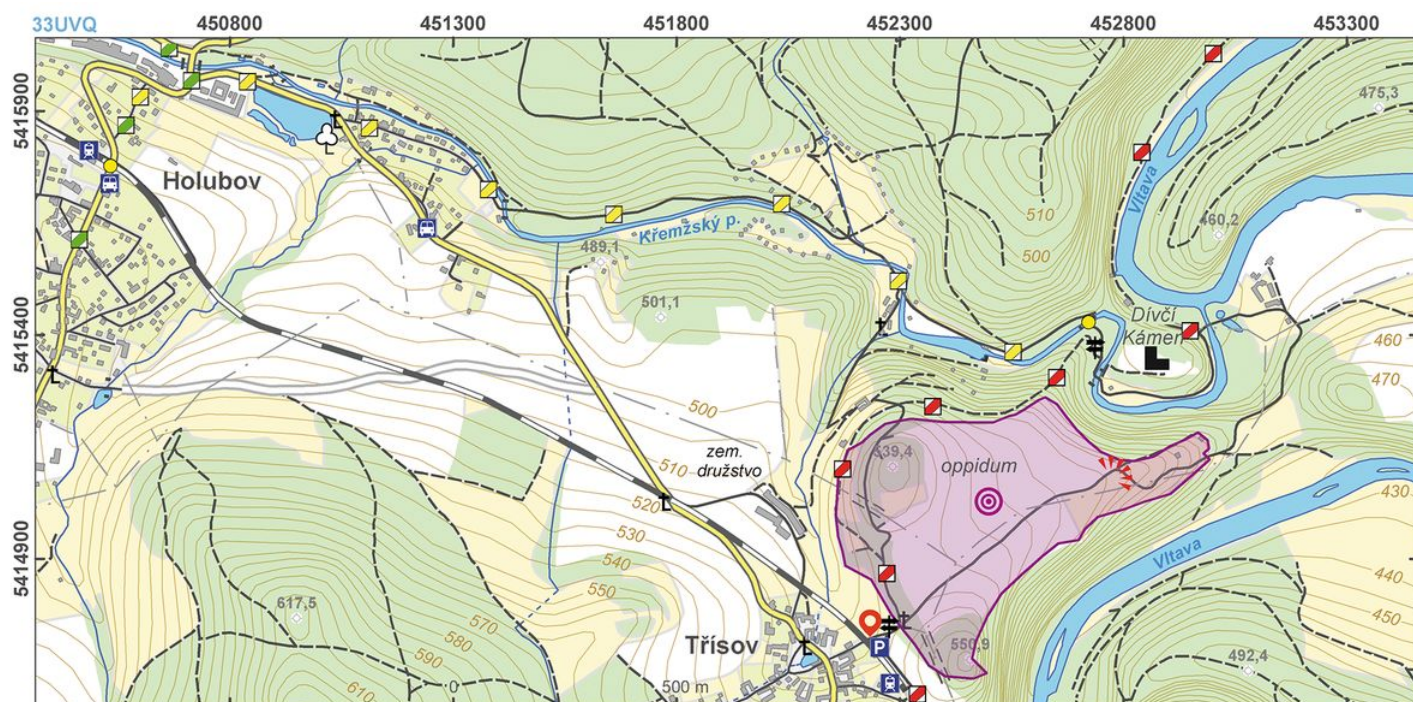 33UVQ
450800 451300 451800 452300 452800 453300
5415900
5415400
5414900
475,3
Holubov
Vltava
510
460,2
Křemžský p.
489,1
500
501,1
Dívčí
Kámen
460
470
500
zem.
družstvo
510
539,4
oppidum
430
520
530
540
550
Vltava
440
450
617,5
570
580
590
610
Třísov
P
550,9
492,4
0
500 m